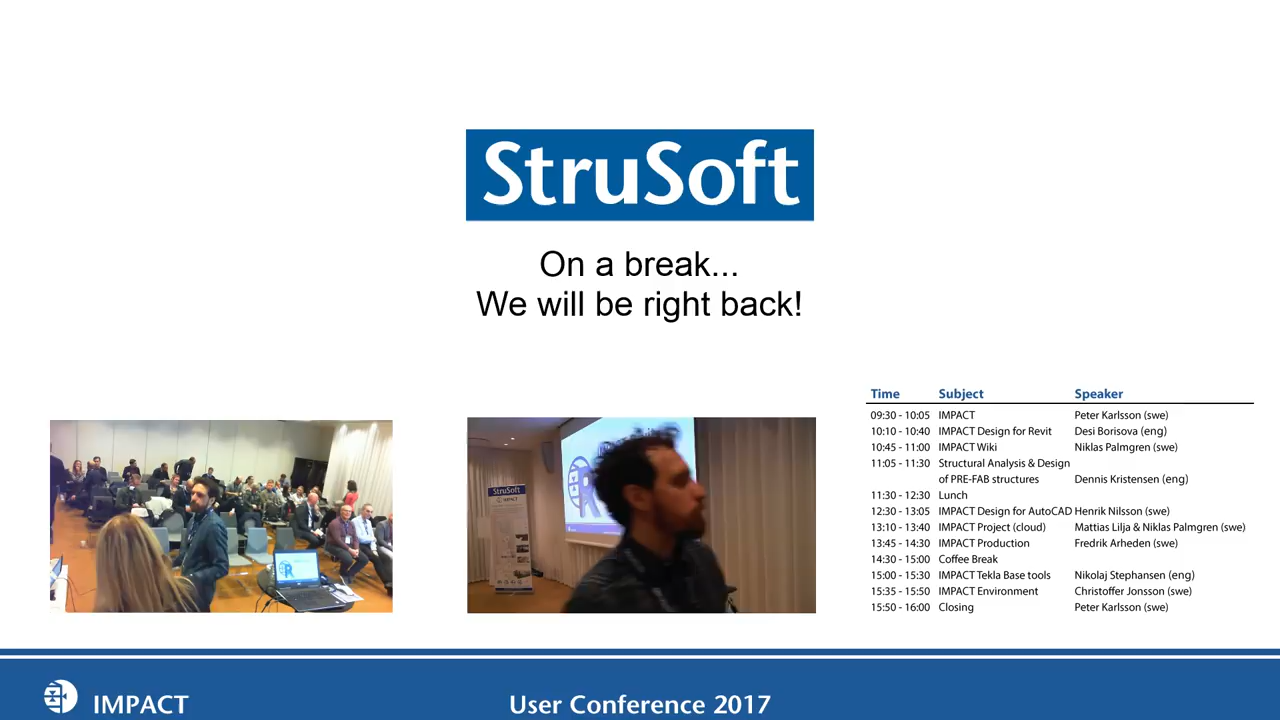 StruSoft
On a break...
We will be right back!
Time Subject Speaker
09:30 - 10:05 IMPACT Peter Karlsson (swe)
10:10 - 10:40 IMPACT Design for Revit Desi Borisova (eng)
10:45 - 11:00 IMPACT Wiki Niklas Palmgren (swe)
11:05 - 11:30 Structural Analysis & Design
of PRE-FAB structures Dennis Kristensen (eng)
11:30 - 12:30 Lunch
12:30 - 13:05 IMPACT Design for AutoCAD Henrik Nilsson (swe)
13:10 - 13:40 IMPACT Project (cloud) Mattias Lilja & Niklas Palmgren (swe)
13:45 - 14:30 IMPACT Production Fredrik Arheden (swe)
14:30 - 15:00 Coffee Break
15:00 - 15:30 IMPACT Tekla Base tools Nikolaj Stephansen (eng)
15:35 - 15:50 IMPACT Environment Christoffer Jonsson (swe)
15:50 - 16:00 Closing Peter Karlsson (swe)
StruSoft
IMPACT
IMPACT User Conference 2017